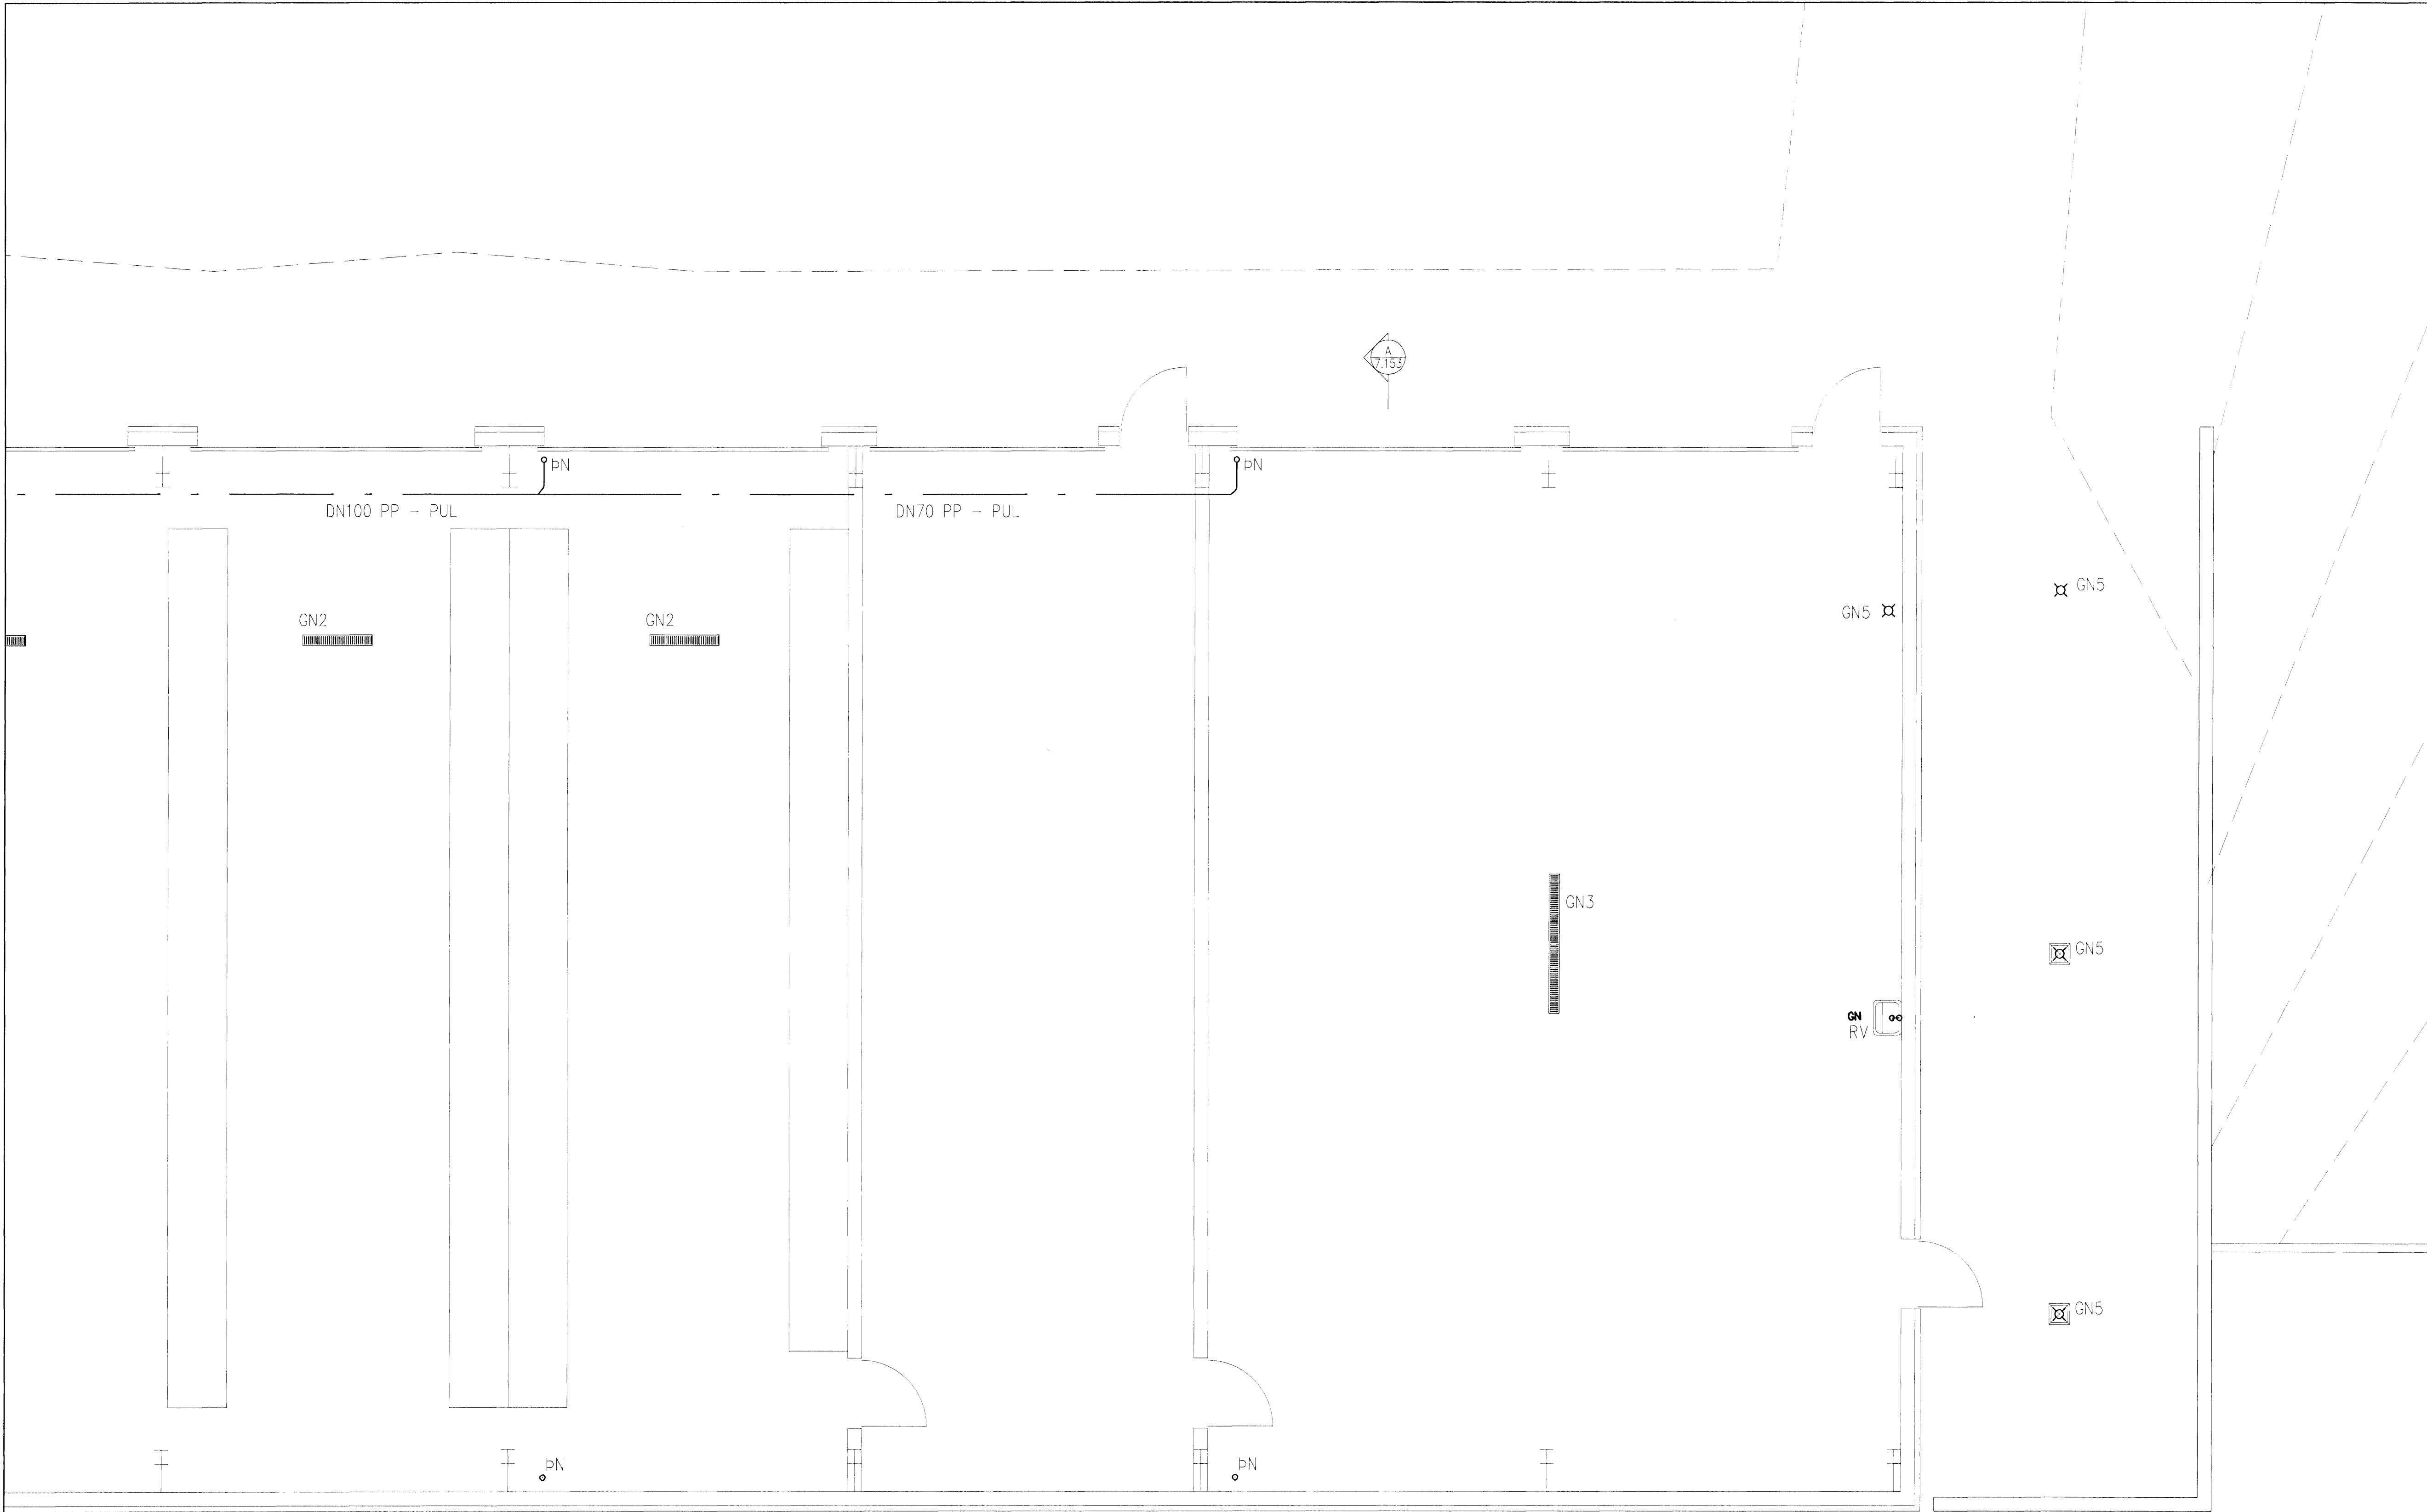 A
7.153
ÞN
ÞN
DN100 PP - PUL
DN70 PP - PUL
GN5
GN5
GN2
GN2
GN3
GN5
GN
RV
GN5
ÞN
ÞN